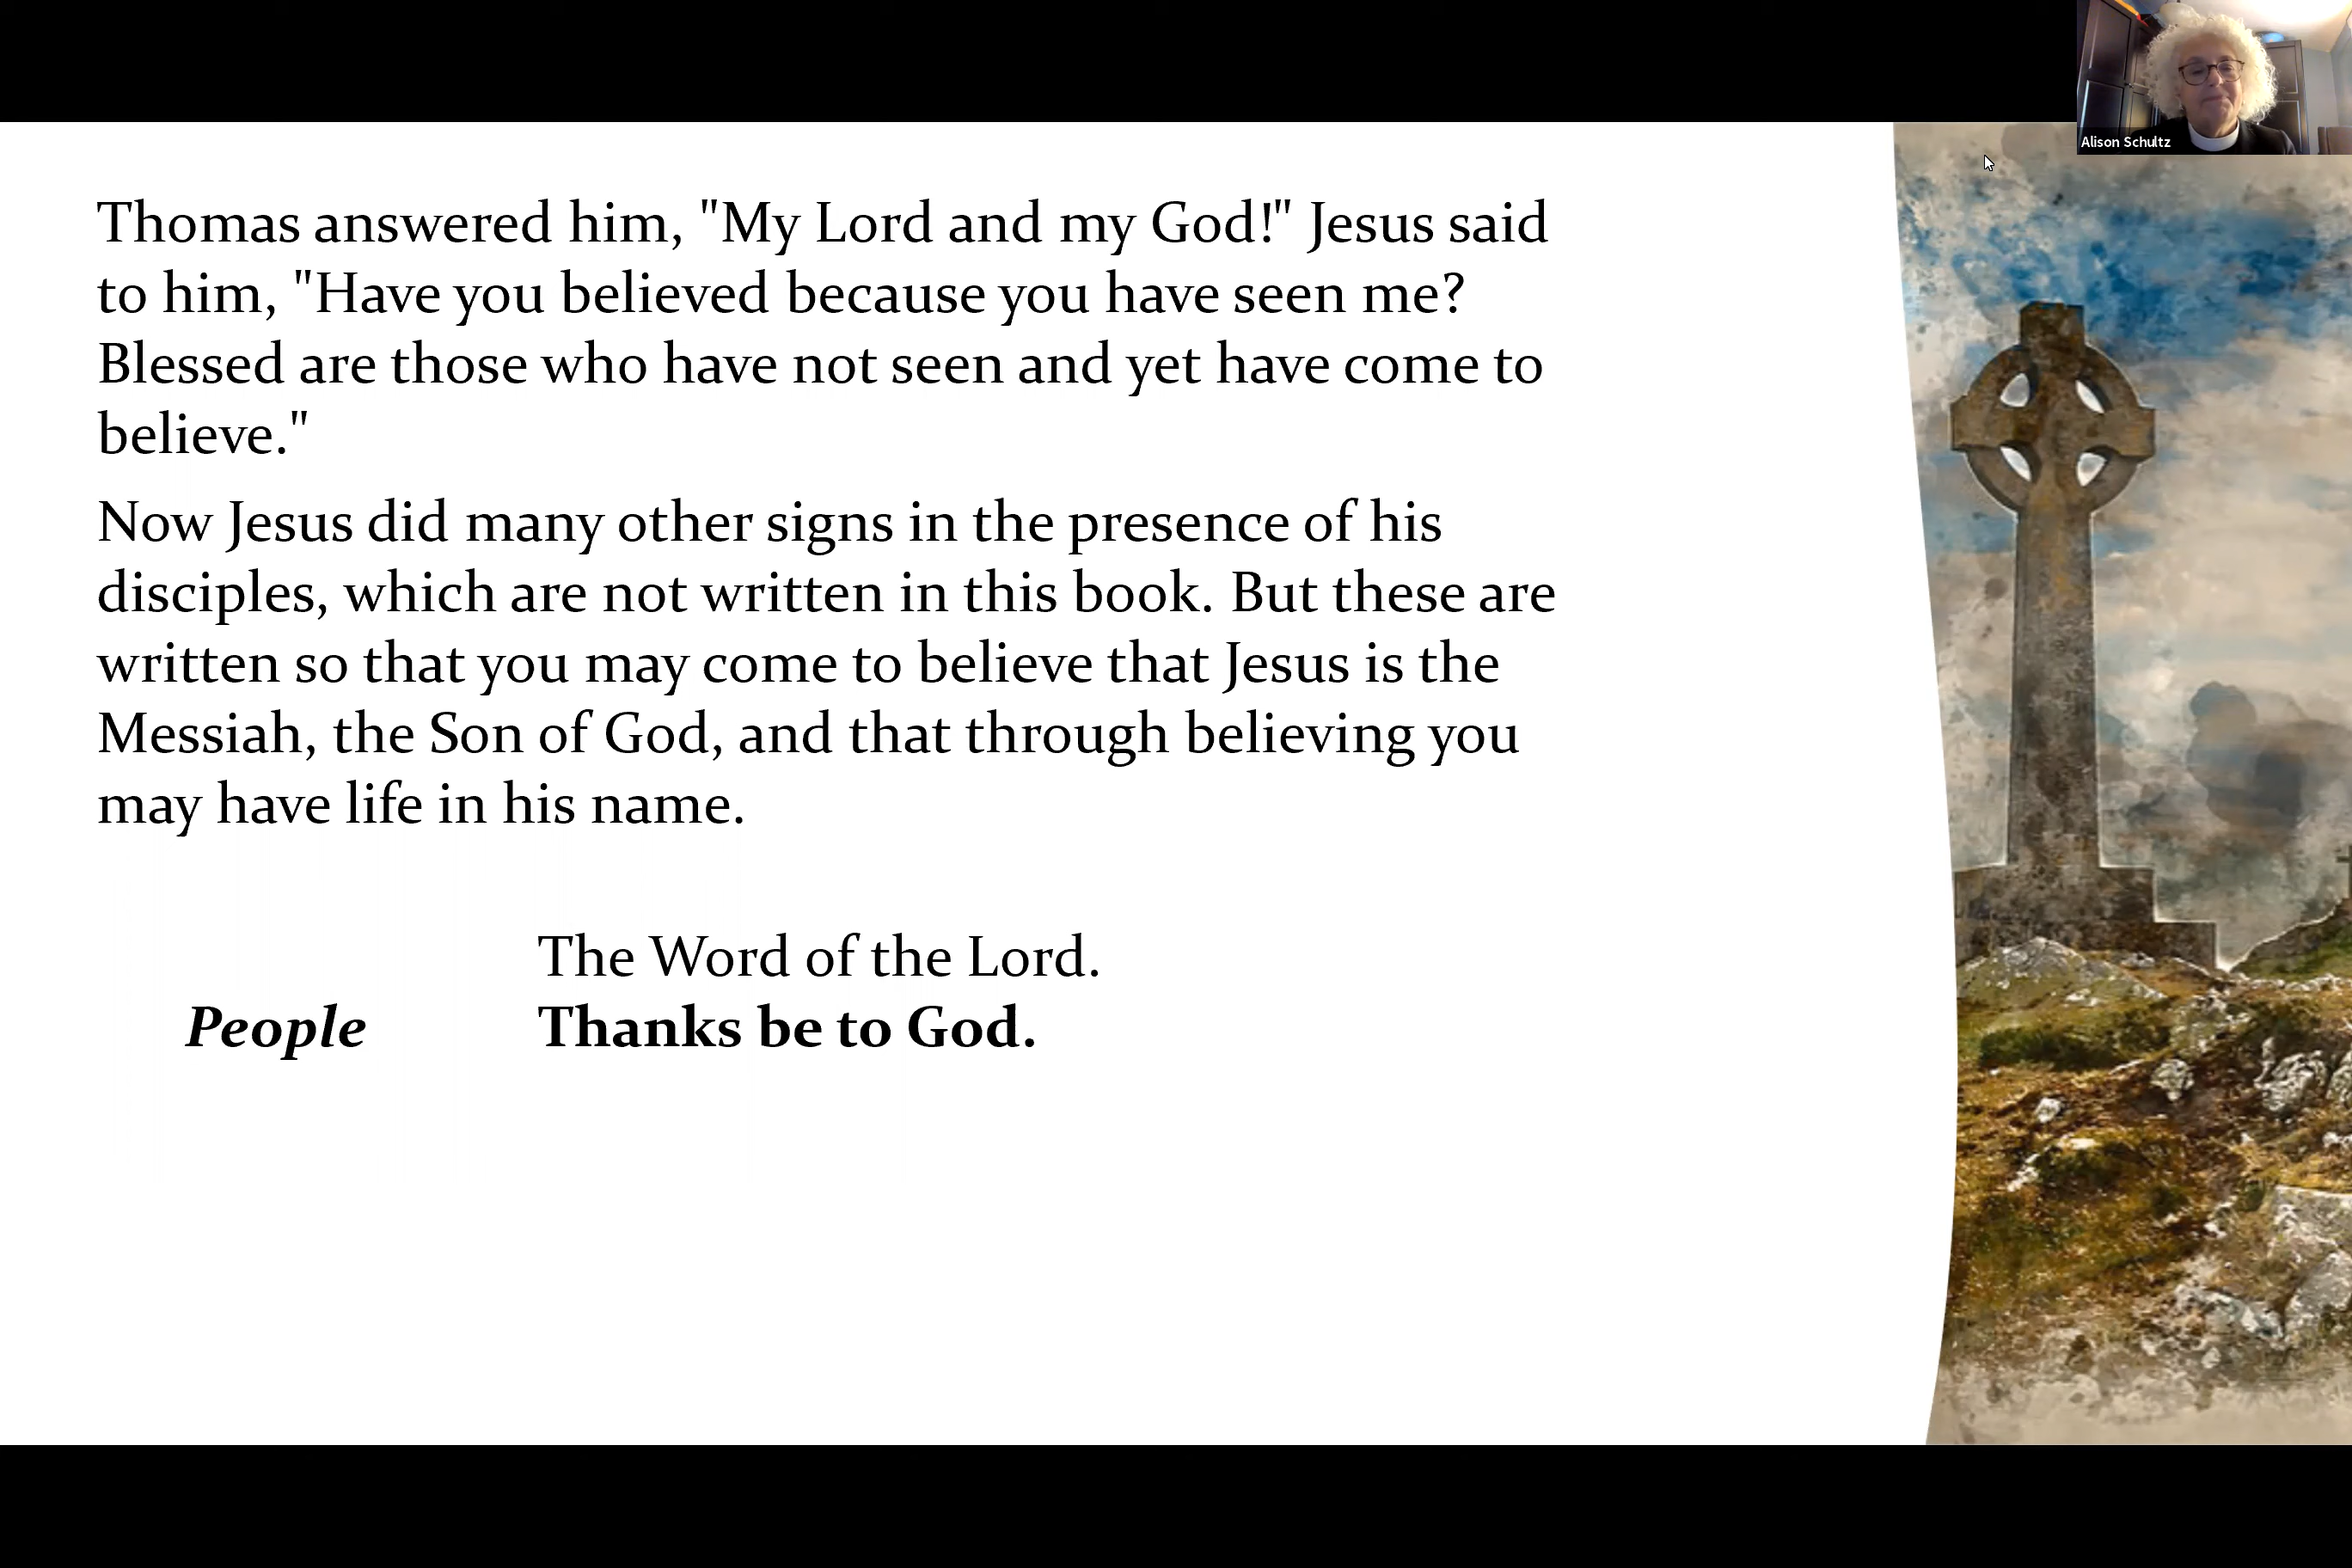 Alison Schultz
Thomas answered him, "My Lord and my God!" Jesus said
to him, "Have you believed because you have seen me?
Blessed are those who have not seen and yet have come to
believe."
Now Jesus did many other signs in the presence of his
disciples, which are not written in this book. But these are
written so that you may come to believe that Jesus is the
Messiah, the Son of God, and that through believing you
may have life in his name.
The Word of the Lord.
People Thanks be to God.